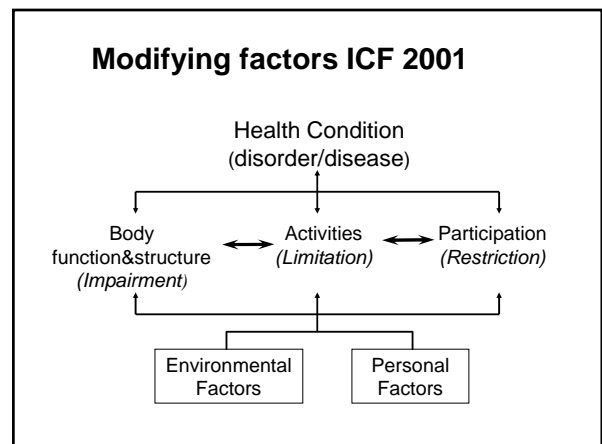 Modifying factors ICF 2001
Health Condition
(disorder/disease)
Body
function&structure
(Impairment)
Activities
(Limitation)
Participation
(Restriction)
Environmental
Factors
Personal
Factors